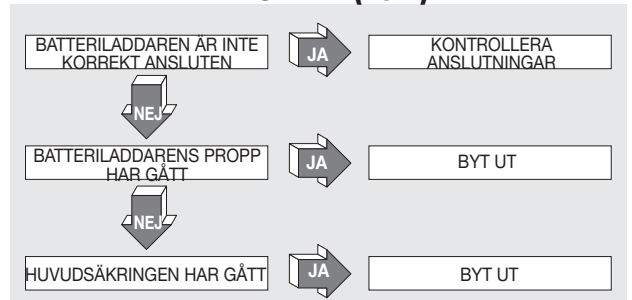 BATTERILADDAREN ÄR INTE
KORREKT ANSLUTEN
JA
KONTROLLERA
ANSLUTNINGAR
NEJ
BATTERILADDARENS PROPP
HAR GÅTT
JA
BYT UT
NEJ
HUVUDSÄKRINGEN HAR GÅTT
JA
BYT UT